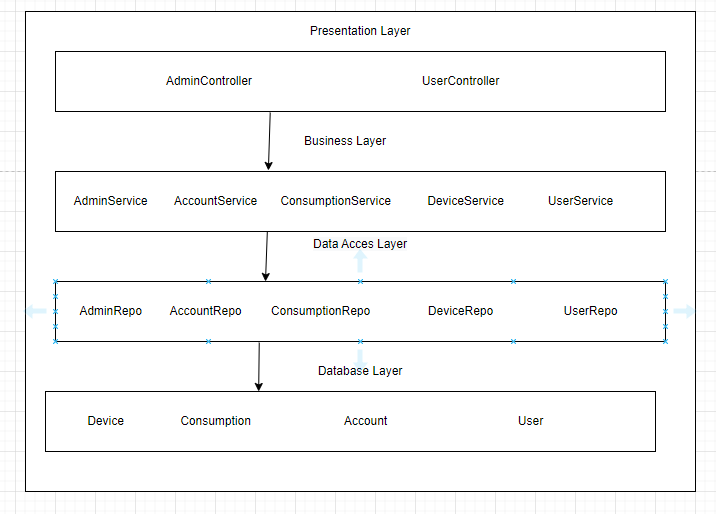 Presentation Layer
AdminController UserController
Business Layer
AdminService AccountService ConsumptionService DeviceService UserService
Data Acces Layer
AdminRepo AccountRepo ConsumptionRepo DeviceRepo UserRepo
Database Layer
Device Consumption Account User